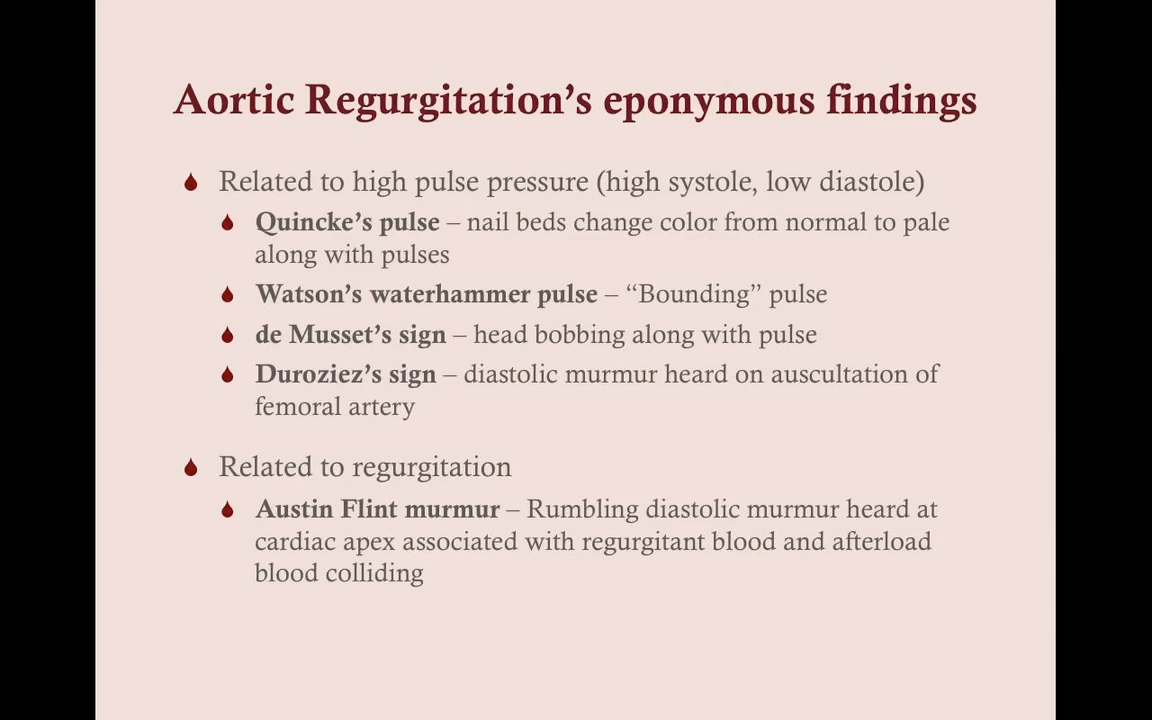 Aortic Regurgitation’s eponymous findings
Related to high pulse pressure (high systole, low diastole)
Quincke’s pulse – nail beds change color from normal to pale
along with pulses
Watson’s waterhammer pulse – “Bounding” pulse
de Musset’s sign – head bobbing along with pulse
Duroziez’s sign – diastolic murmur heard on auscultation of
femoral artery
Related to regurgitation
Austin Flint murmur – Rumbling diastolic murmur heard at
cardiac apex associated with regurgitant blood and afterload
blood colliding